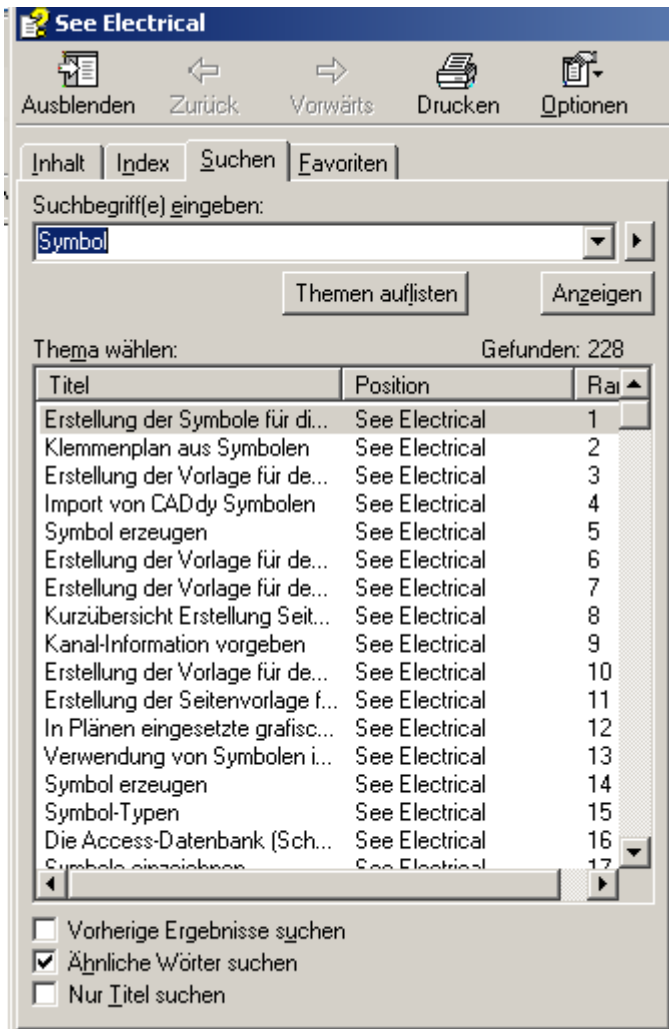 See Electrical
Ausblenden Zurück Vorwärts Drucken Optionen
Inhalt Index Suchen Favoriten
Suchbegriff(e) eingeben:
Symbol
Themen auflisten Anzeigen
Thema wählen: Gefunden: 228
Titel Position Ran
Erstellung der Symbole für di... See Electrical 1
Klemmenplan aus Symbolen See Electrical 2
Erstellung der Vorlage für de... See Electrical 3
Import von CADdy Symbolen See Electrical 4
Symbol erzeugen See Electrical 5
Erstellung der Vorlage für de... See Electrical 6
Erstellung der Vorlage für de... See Electrical 7
Kurzübersicht Erstellung Seit... See Electrical 8
Kanal-Information vorgeben See Electrical 9
Erstellung der Vorlage für de... See Electrical 10
Erstellung der Seitenvorlage f... See Electrical 11
In Plänen eingesetzte grafisc... See Electrical 12
Verwendung von Symbolen i... See Electrical 13
Symbol erzeugen See Electrical 14
Symbol-Typen See Electrical 15
Die Access-Datenbank (Sch... See Electrical 16
Symbole einzeichnen See Electrical 17
Vorherige Ergebnisse suchen
Ähnliche Wörter suchen
Nur Titel suchen